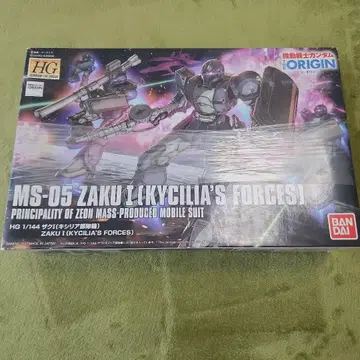 HG
機動戦士ガンダム
THE ORIGIN
MS-05 ZAKU I [KYCILIA'S FORCES]
PRINCIPALITY OF ZEON MASS-PRODUCED MOBILE SUIT
HG 1/144 ザクI(キシリア部隊機)
ZAKU I (KYCILIA'S FORCES)
BAN
DAI